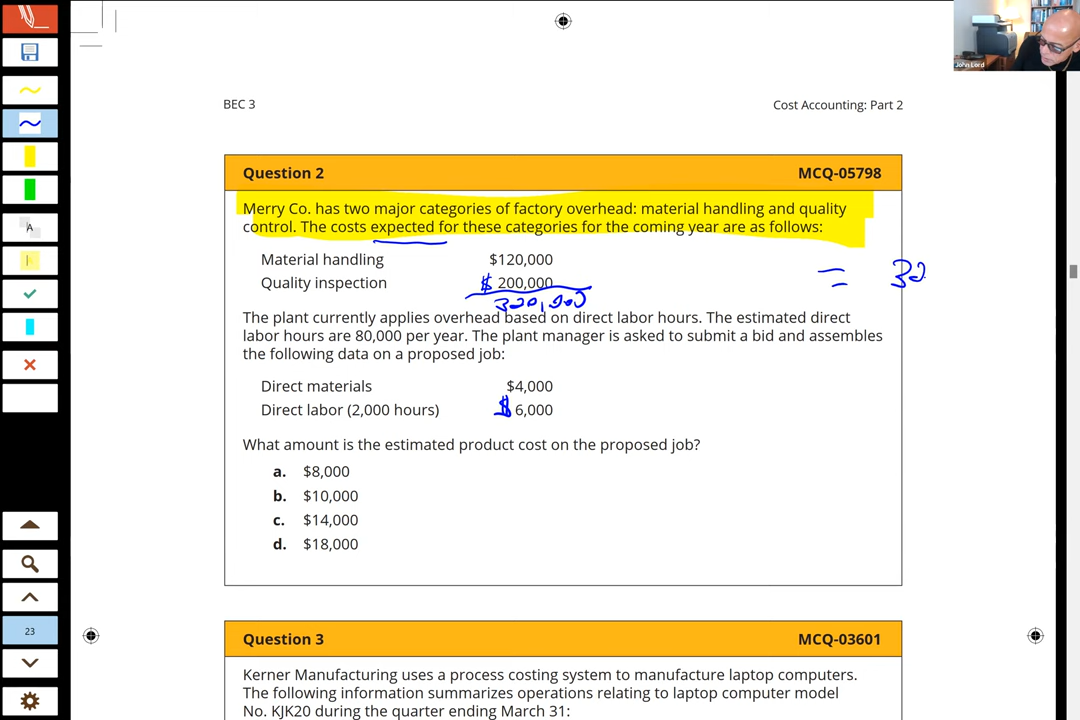 John Lord
BEC 3
Cost Accounting: Part 2
Question 2
MCQ-05798
Merry Co. has two major categories of factory overhead: material handling and quality
control. The costs expected for these categories for the coming year are as follows:
Material handling $120,000
Quality inspection $ 200,000
320,000
= 32
The plant currently applies overhead based on direct labor hours. The estimated direct
labor hours are 80,000 per year. The plant manager is asked to submit a bid and assembles
the following data on a proposed job:
Direct materials $4,000
Direct labor (2,000 hours) $ 6,000
What amount is the estimated product cost on the proposed job?
a. $8,000
b. $10,000
c. $14,000
d. $18,000
Question 3
MCQ-03601
Kerner Manufacturing uses a process costing system to manufacture laptop computers.
The following information summarizes operations relating to laptop computer model
No. KJK20 during the quarter ending March 31:
A
23